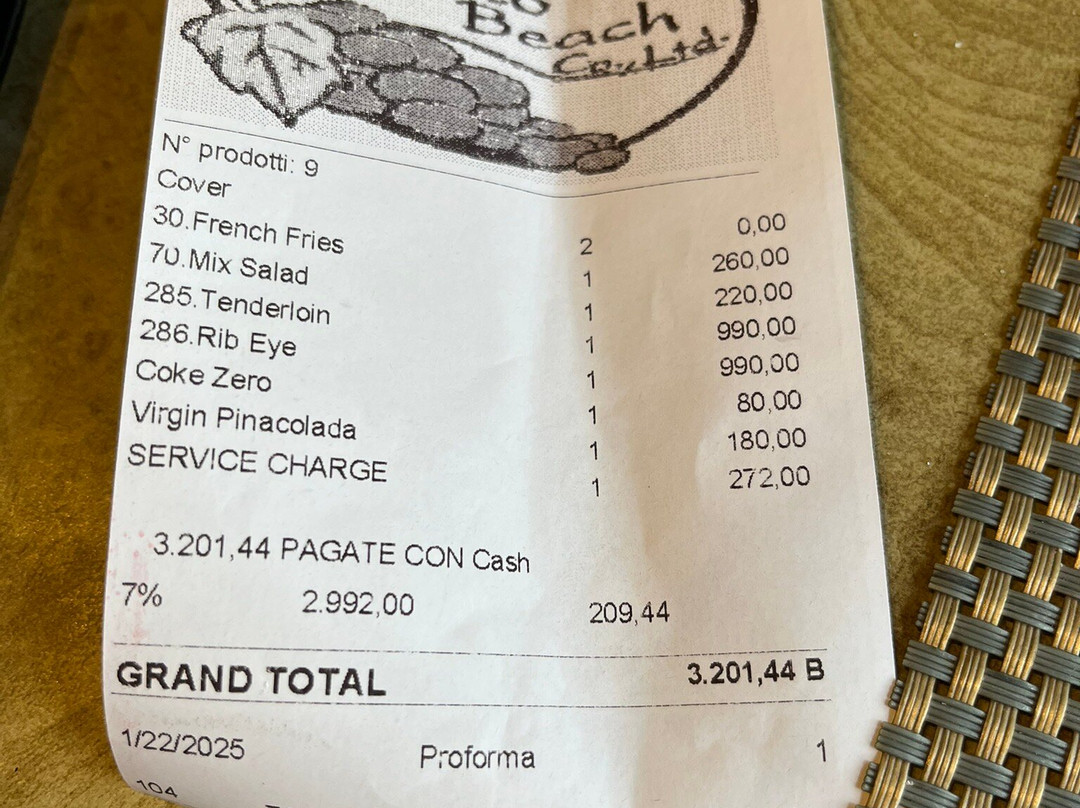 Beach
Co., Ltd.
N° prodotti: 9
Cover 2 0,00
30.French Fries 1 260,00
70.Mix Salad 1 220,00
285.Tenderloin 1 990,00
286.Rib Eye 1 990,00
Coke Zero 1 80,00
Virgin Pinacolada 1 180,00
SERVICE CHARGE 1 272,00
3.201,44 PAGATE CON Cash
7% 2.992,00 209,44
GRAND TOTAL 3.201,44 B
1/22/2025 Proforma 1
104